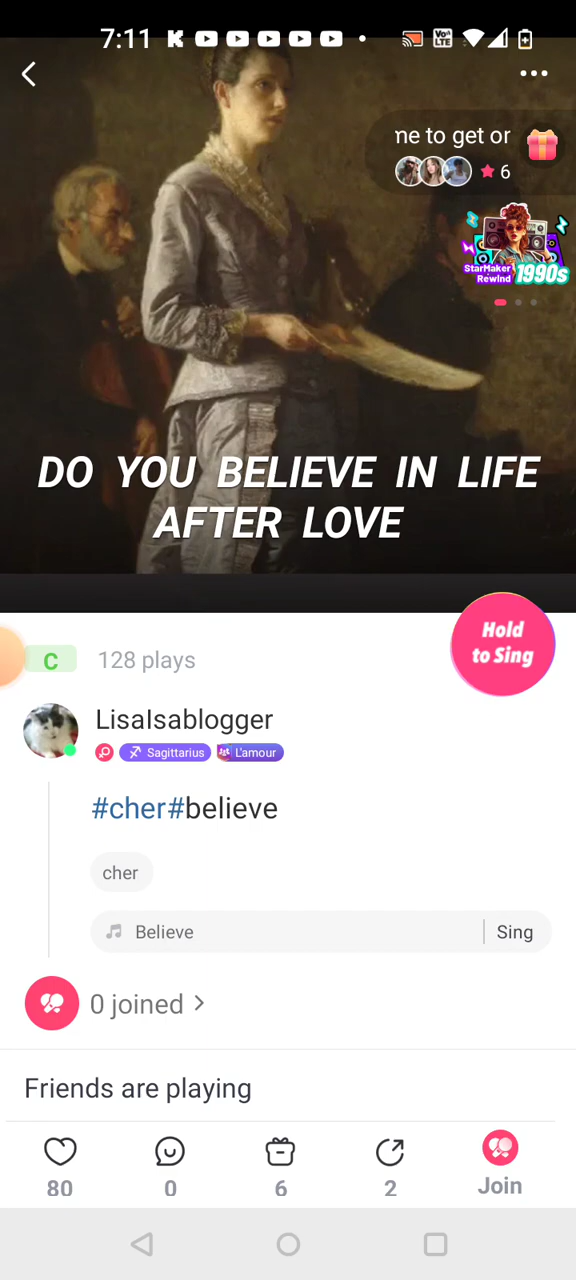 7:11
Vo
LTE
ne to get or
6
StarMaker
Rewind
1990s
DO YOU BELIEVE IN LIFE
AFTER LOVE
Hold
to Sing
C 128 plays
LisaIsablogger
Sagittarius L'amour
#cher#believe
cher
Believe Sing
0 joined
Friends are playing
80 0 6 2 Join